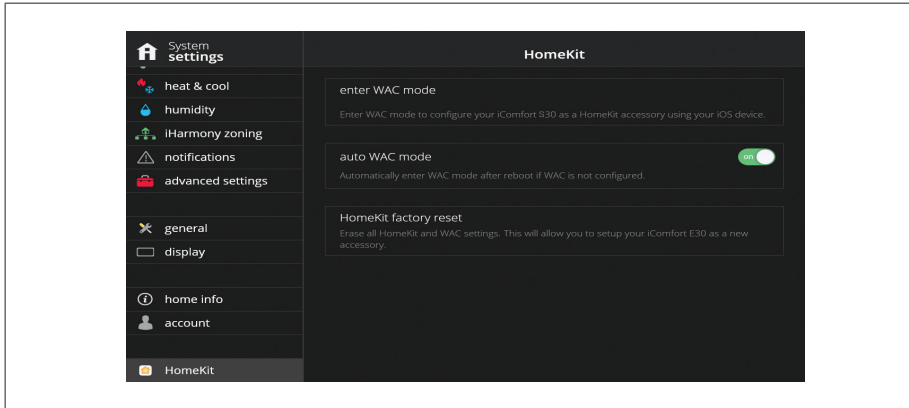 System
settings
heat & cool
humidity
iHarmony zoning
notifications
advanced settings
general
display
home info
account
HomeKit
HomeKit
enter WAC mode
Enter WAC mode to configure your iComfort S30 as a HomeKit accessory using your iOS device.
auto WAC mode
on
Automatically enter WAC mode after reboot if WAC is not configured.
HomeKit factory reset
Erase all HomeKit and WAC settings. This will allow you to setup your iComfort E30 as a new
accessory.